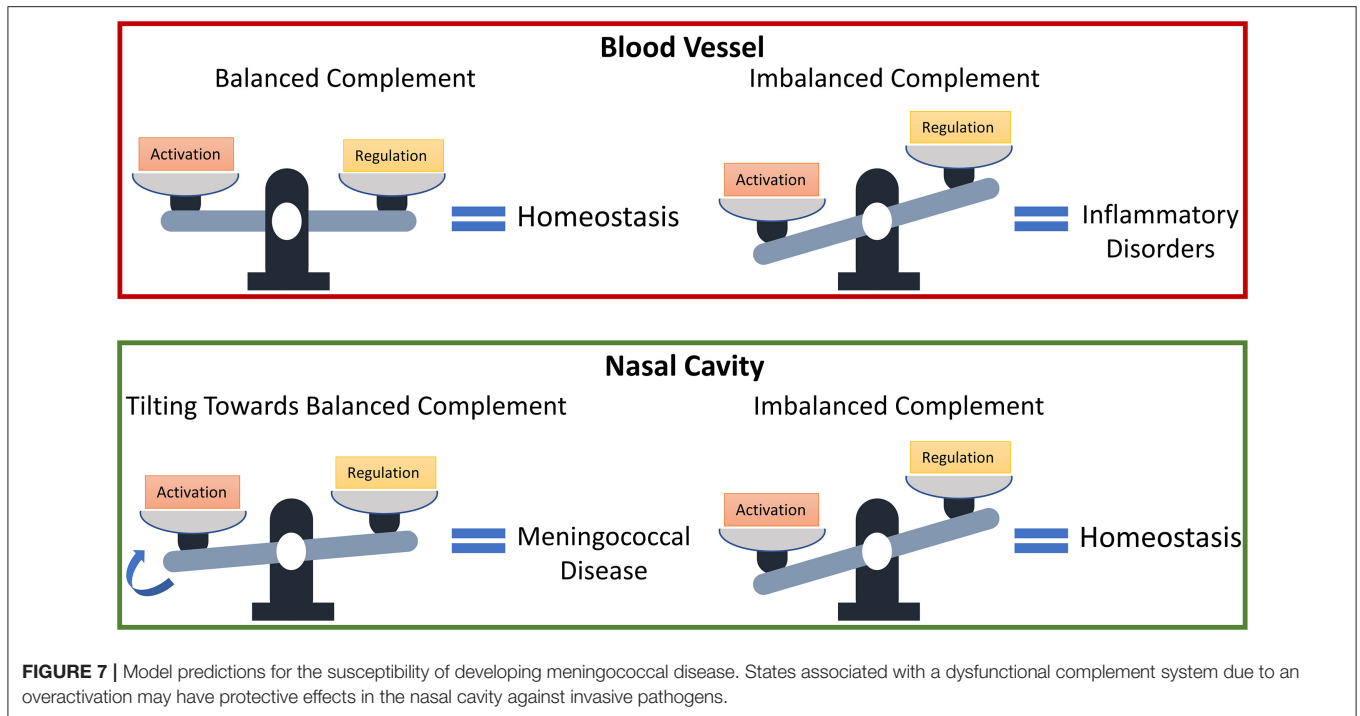 Blood Vessel
Balanced Complement
Imbalanced Complement
Activation
Regulation
Homeostasis
Activation
Regulation
Inflammatory
Disorders
Nasal Cavity
Tilting Towards Balanced Complement
Imbalanced Complement
Activation
Regulation
Meningococcal
Disease
Activation
Regulation
Homeostasis
FIGURE 7 | Model predictions for the susceptibility of developing meningococcal disease. States associated with a dysfunctional complement system due to an
overactivation may have protective effects in the nasal cavity against invasive pathogens.